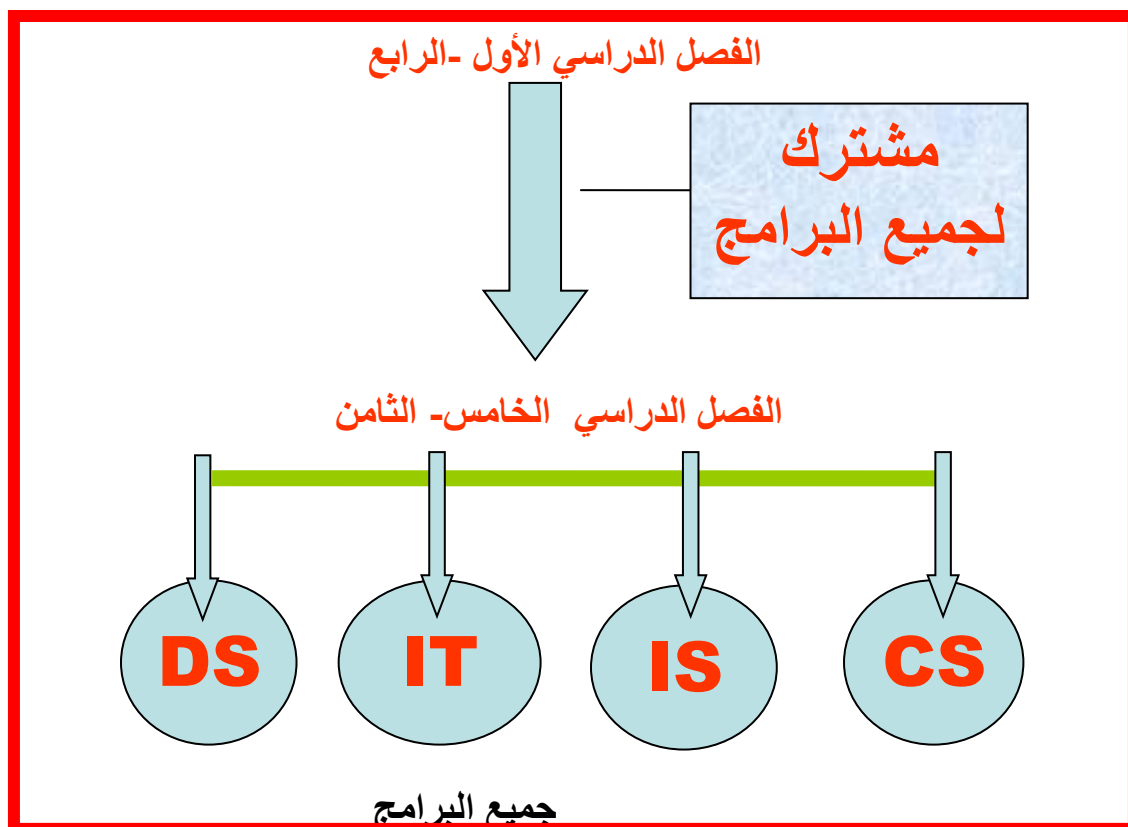 الفصل الدراسي الأول -الرابع
مشترك
لجميع البرامج
الفصل الدراسي الخامس- الثامن
DS IT IS CS
جميع البرامج